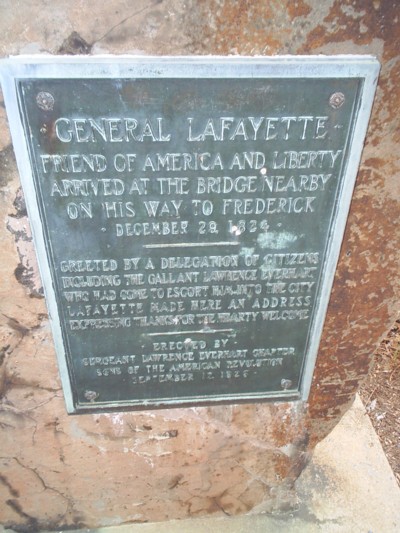 GENERAL LAFAYETTE
FRIEND OF AMERICA AND LIBERTY
ARRIVED AT THE BRIDGE NEARBY
ON HIS WAY TO FREDERICK
DECEMBER 29, 1824
GREETED BY A DELEGATION OF CITIZENS
INCLUDING THE GALLANT LAWRENCE EVERHART
WHO HAD COME TO ESCORT HIM INTO THE CITY
LAFAYETTE MADE HERE AN ADDRESS
EXPRESSING THANKS FOR THE HEARTY WELCOME
ERECTED BY
SERGEANT LAWRENCE EVERHART CHAPTER
SONS OF THE AMERICAN REVOLUTION
SEPTEMBER